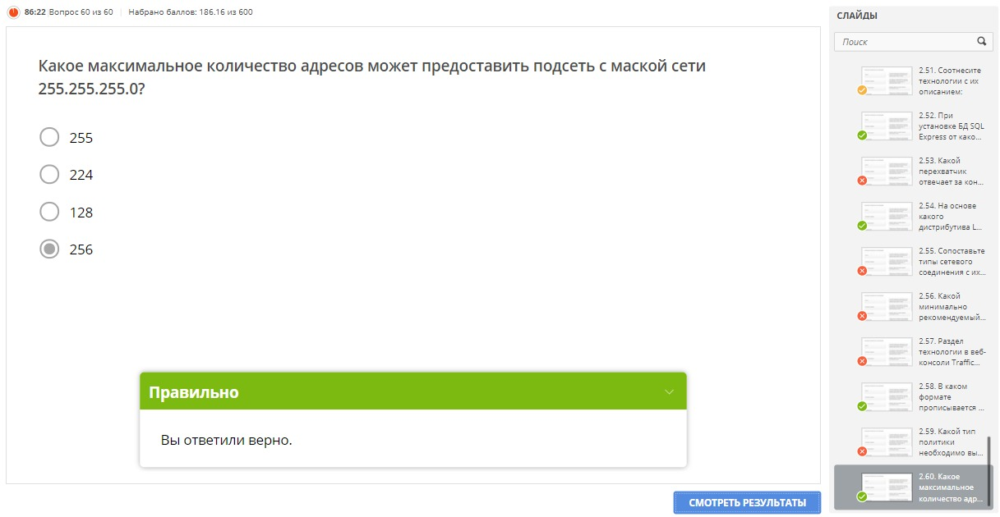 86:22 Вопрос 60 из 60 Набрано баллов: 186.16 из 600
Какое максимальное количество адресов может предоставить подсеть с маской сети
255.255.255.0?
255
224
128
256
Правильно
Вы ответили верно.
СМОТРЕТЬ РЕЗУЛЬТАТЫ
СЛАЙДЫ
Поиск
2.51. Соотнесите
технологии с их
описанием:
2.52. При
установке БД SQL
Express от како...
2.53. Какой
перехватчик
отвечает за кон...
2.54. На основе
какого
дистрибутива L...
2.55. Сопоставьте
типы сетевого
соединения с их...
2.56. Какой
минимально
рекомендуемый...
2.57. Раздел
технологии в веб-
консоли Traffic...
2.58. В каком
формате
прописывается ...
2.59. Какой тип
политики
необходимо вы...
2.60. Какое
максимальное
количество адр...